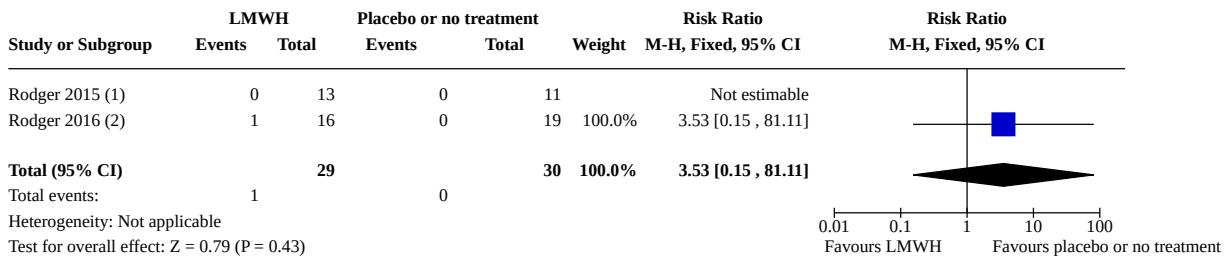 LMWH Placebo or no treatment Risk Ratio Risk Ratio
Study or Subgroup Events Total Events Total Weight M-H, Fixed, 95% CI M-H, Fixed, 95% CI
Rodger 2015 (1) 0 13 0 11 Not estimable
Rodger 2016 (2) 1 16 0 19 100.0% 3.53 [0.15 , 81.11]
Total (95% CI) 29 30 100.0% 3.53 [0.15 , 81.11]
Total events: 1 0
Heterogeneity: Not applicable
0.01 0.1 1 10 100
Test for overall effect: Z = 0.79 (P = 0.43) Favours LMWH Favours placebo or no treatment